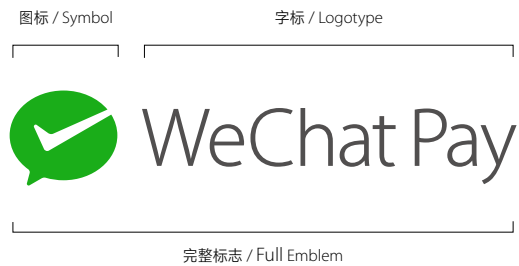 图标 / Symbol
字标 / Logotype
WeChat Pay
完整标志 / Full Emblem